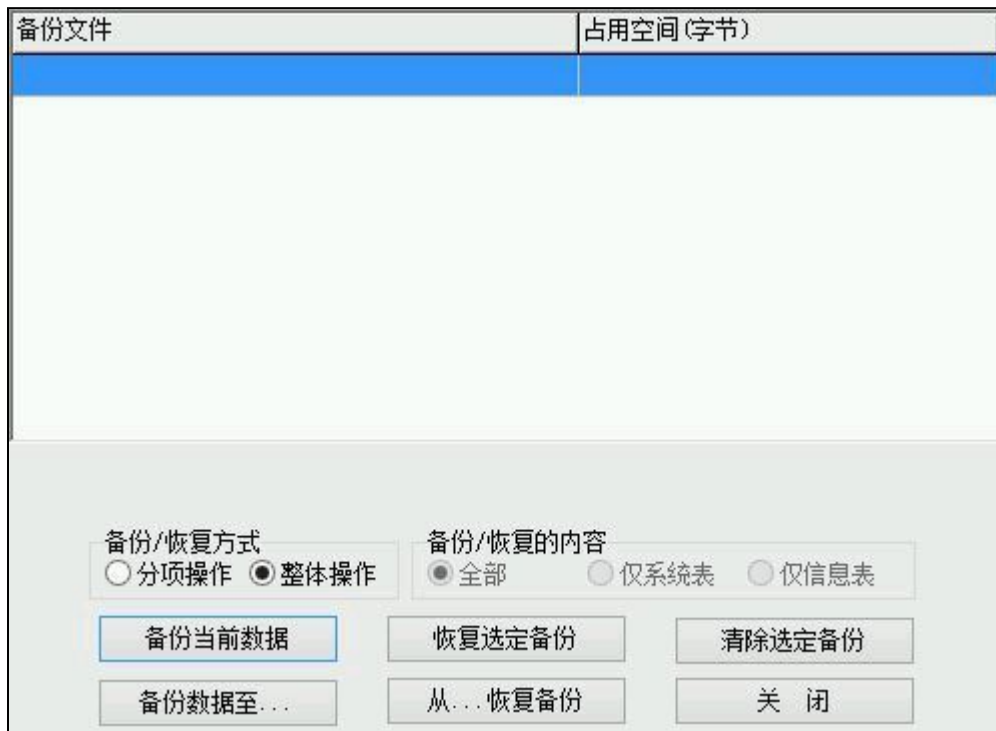 备份文件 占用空间(字节)
备份/恢复方式 备份/恢复的内容
分项操作 整体操作 全部 仅系统表 仅信息表
备份当前数据 恢复选定备份 清除选定备份
备份数据至... 从...恢复备份 关 闭